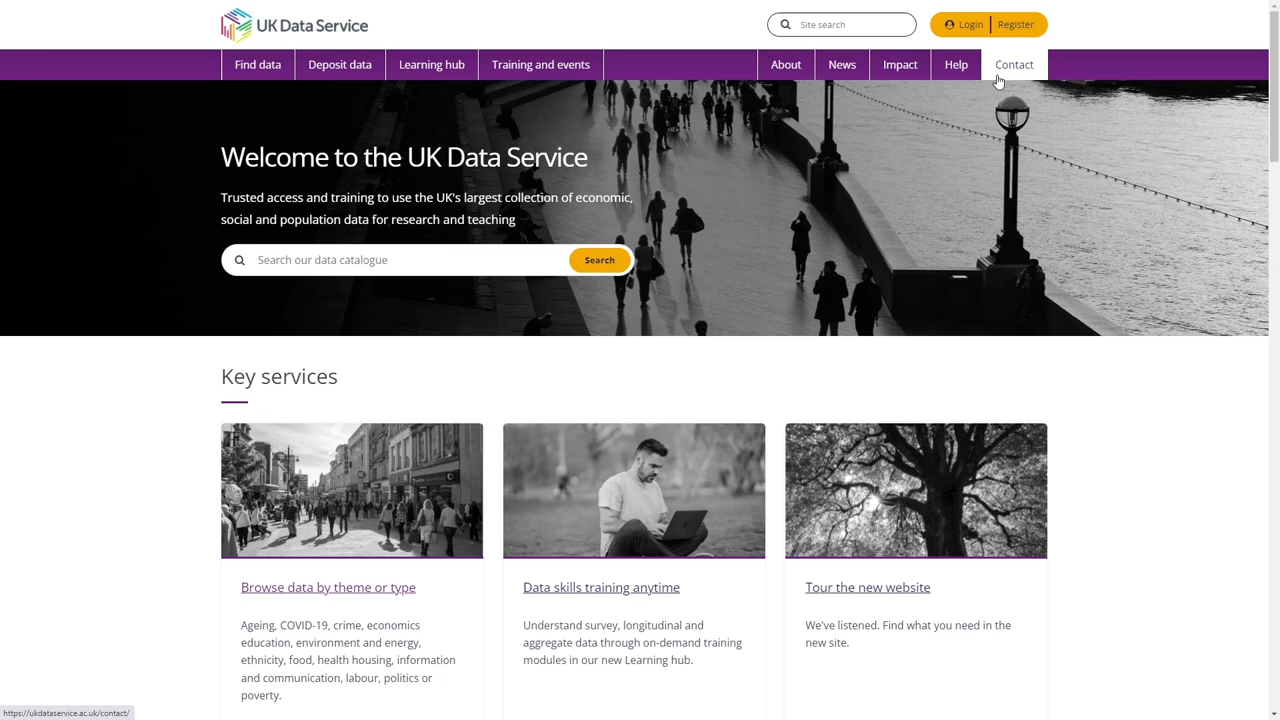 UK Data Service
Site search
Login Register
Find data Deposit data Learning hub Training and events About News Impact Help Contact
Welcome to the UK Data Service
Trusted access and training to use the UK's largest collection of economic,
social and population data for research and teaching
Search our data catalogue Search
Key services
Browse data by theme or type
Ageing, COVID-19, crime, economics
education, environment and energy,
ethnicity, food, health housing, information
and communication, labour, politics or
poverty.
Data skills training anytime
Understand survey, longitudinal and
aggregate data through on-demand training
modules in our new Learning hub.
Tour the new website
We've listened. Find what you need in the
new site.
https://ukdataservice.ac.uk/contact/